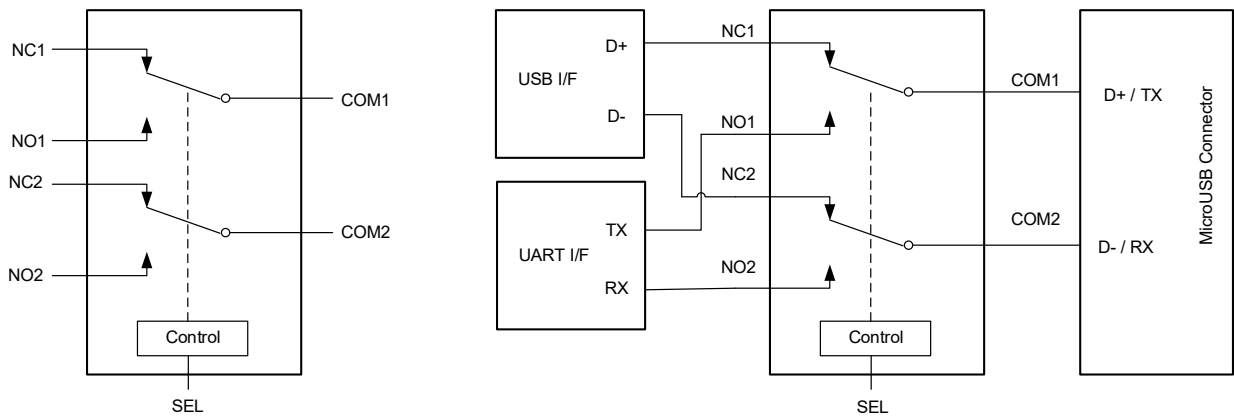 NC1
COM1
NO1
NC2
COM2
NO2
Control
SEL
USB I/F
D+
D-
UART I/F
TX
RX
NC1
NO1
NC2
NO2
COM1
COM2
Control
SEL
D+ / TX
D- / RX
MicroUSB Connector